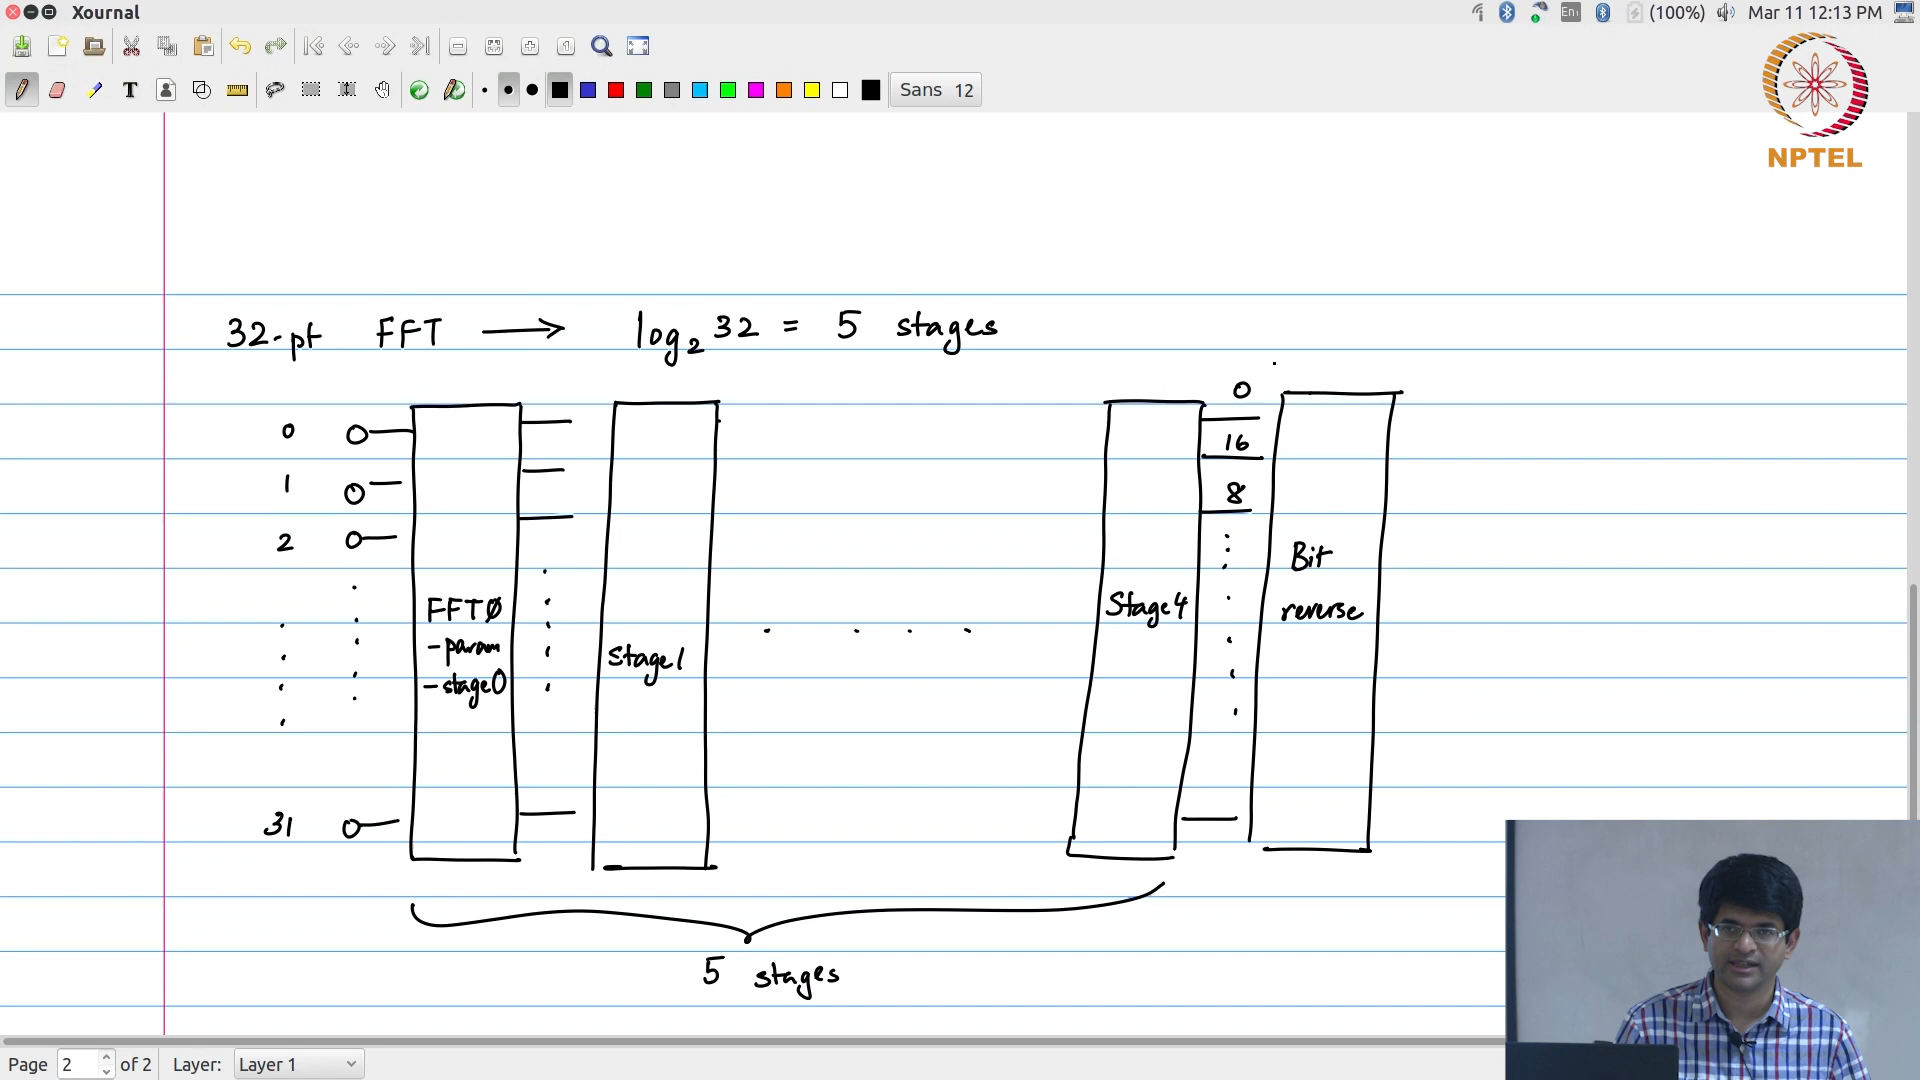 Xournal
En1
(100%)
Mar 11 12:13 PM
Sans 12
NPTEL
32-pt FFT → log₂ 32 = 5 stages
0
0
16
1
8
2
Bit
reverse
FFT0
-param
-stage0
Stage1
Stage4
31
5 stages
Page 2 of 2 Layer: Layer 1